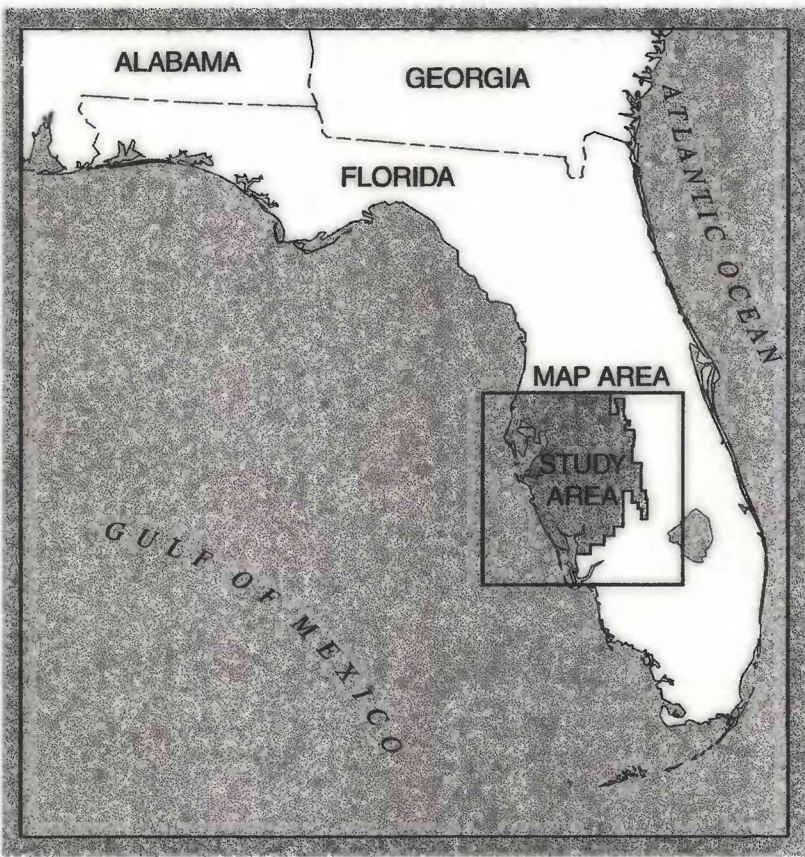 ALABAMA
GEORGIA
FLORIDA
ATLANTIC OCEAN
MAP AREA
STUDY
AREA
GULF OF MEXICO